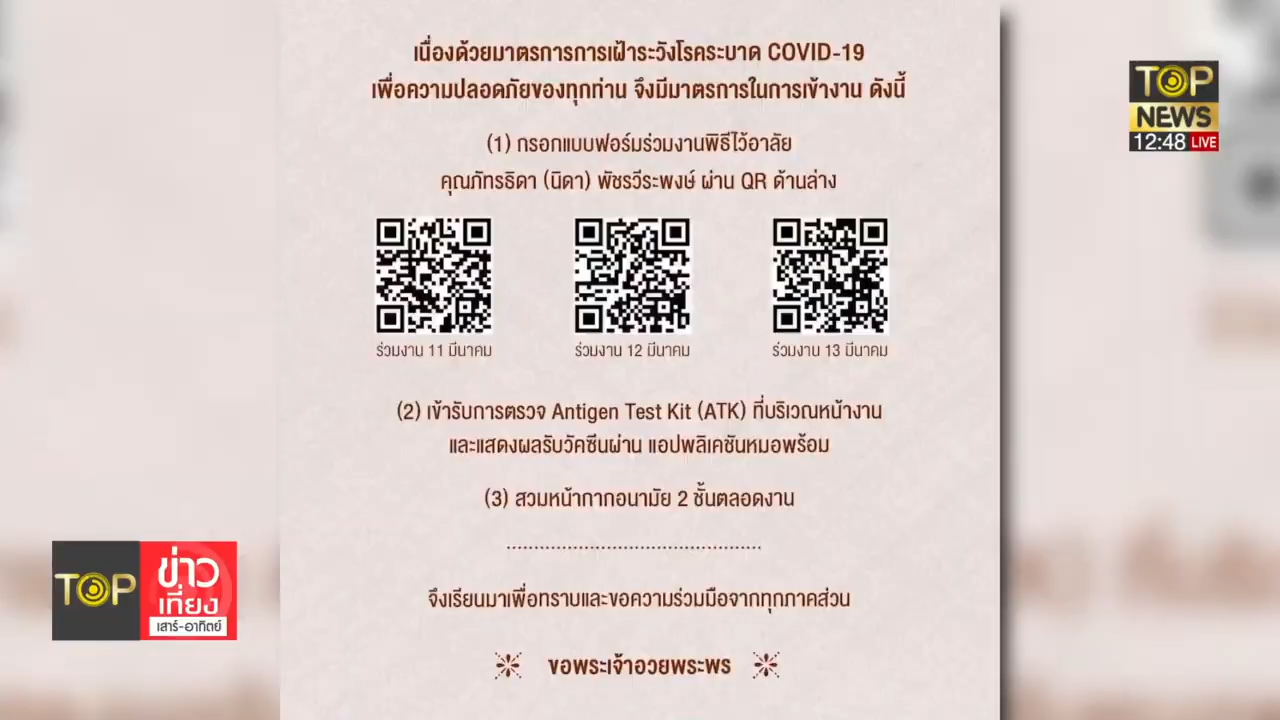 เนื่องด้วยมาตรการการเฝ้าระวังโรคระบาด COVID-19
เพื่อความปลอดภัยของทุกท่าน จึงมีมาตรการในการเข้างาน ดังนี้
(1) กรอกแบบฟอร์มร่วมงานพิธีไว้อาลัย
คุณภัทรธิดา (นิดา) พัชรวีระพงษ์ ผ่าน QR ด้านล่าง
ร่วมงาน 11 มีนาคม
ร่วมงาน 12 มีนาคม
ร่วมงาน 13 มีนาคม
(2) เข้ารับการตรวจ Antigen Test Kit (ATK) ที่บริเวณหน้างาน
และแสดงผลรับวัคซีนผ่าน แอปพลิเคชันหมอพร้อม
(3) สวมหน้ากากอนามัย 2 ชั้นตลอดงาน
จึงเรียนมาเพื่อทราบและขอความร่วมมือจากทุกภาคส่วน
ขอพระเจ้าอวยพระพร
TOP
NEWS
12:48 LIVE
TOP
ข่าว
เที่ยง
เสาร์-อาทิตย์